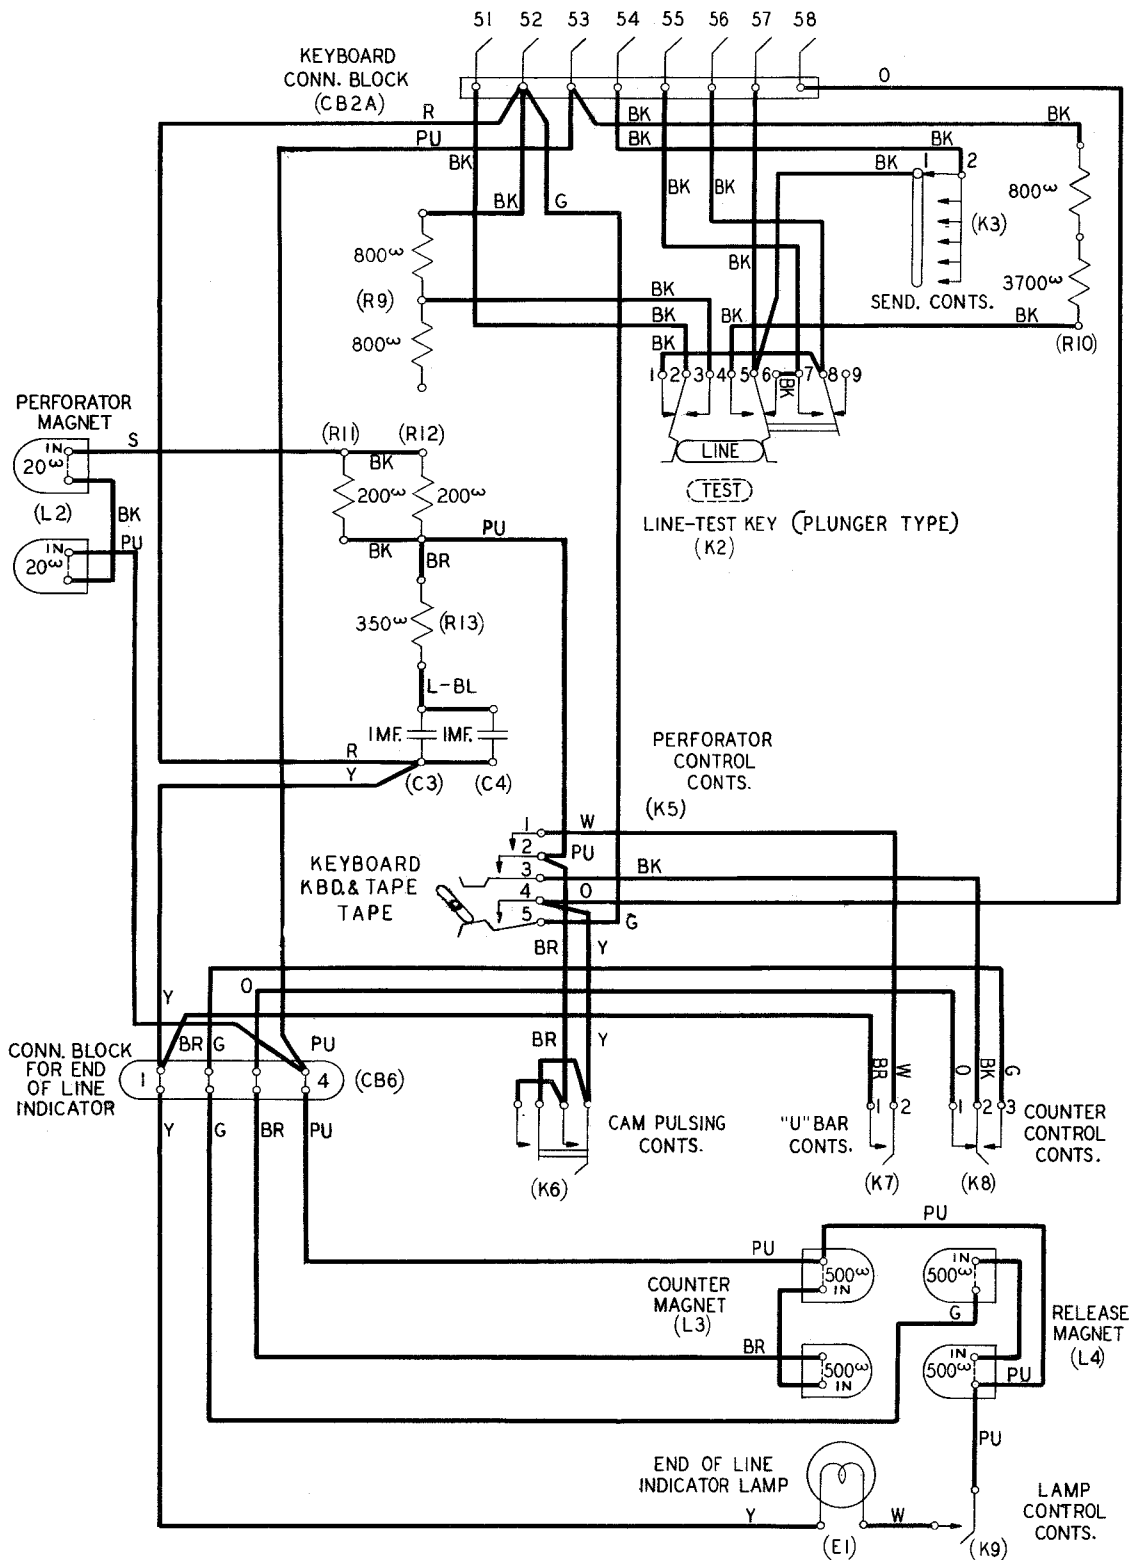 51 52 53 54 55 56 57 58
KEYBOARD
CONN. BLOCK
(CB2A)
O
R
PU
BK
BK
BK
BK
BK
BK
1 2
BK
BK
BK
G
800ω
(K3)
800ω
(R9)
BK
BK
BK
3700ω
SEND. CONTS.
800ω
BK
BK
BK
BK
(R10)
1 2 3 4 5 6 7 8 9
BK
PERFORATOR
MAGNET
S
(R11) (R12)
BK
LINE
IN
20ω
(L2)
BK
200ω 200ω
TEST
PU
LINE-TEST KEY (PLUNGER TYPE)
(K2)
PU
IN
20ω
BK
BR
350ω (R13)
L-BL
1MF. 1MF.
R
Y
(C3) (C4)
PERFORATOR
CONTROL
CONTS.
(K5)
1 W
2 PU
3 BK
4 O
5 G
KEYBOARD
KBD.& TAPE
TAPE
BR Y
Y O
BR G PU
BR Y
CONN. BLOCK
FOR END
OF LINE
INDICATOR
1 4 (CB6)
BR W O BK G
1 2 1 2 3
Y G BR PU
CAM PULSING
CONTS.
(K6)
"U" BAR
CONTS.
(K7)
(K8)
COUNTER
CONTROL
CONTS.
PU
PU
COUNTER
MAGNET
(L3)
500ω
IN
IN
500ω
G
RELEASE
MAGNET
(L4)
BR
500ω
IN
IN
500ω
PU
PU
END OF LINE
INDICATOR LAMP
LAMP
CONTROL
CONTS.
Y W
(E1)
(K9)